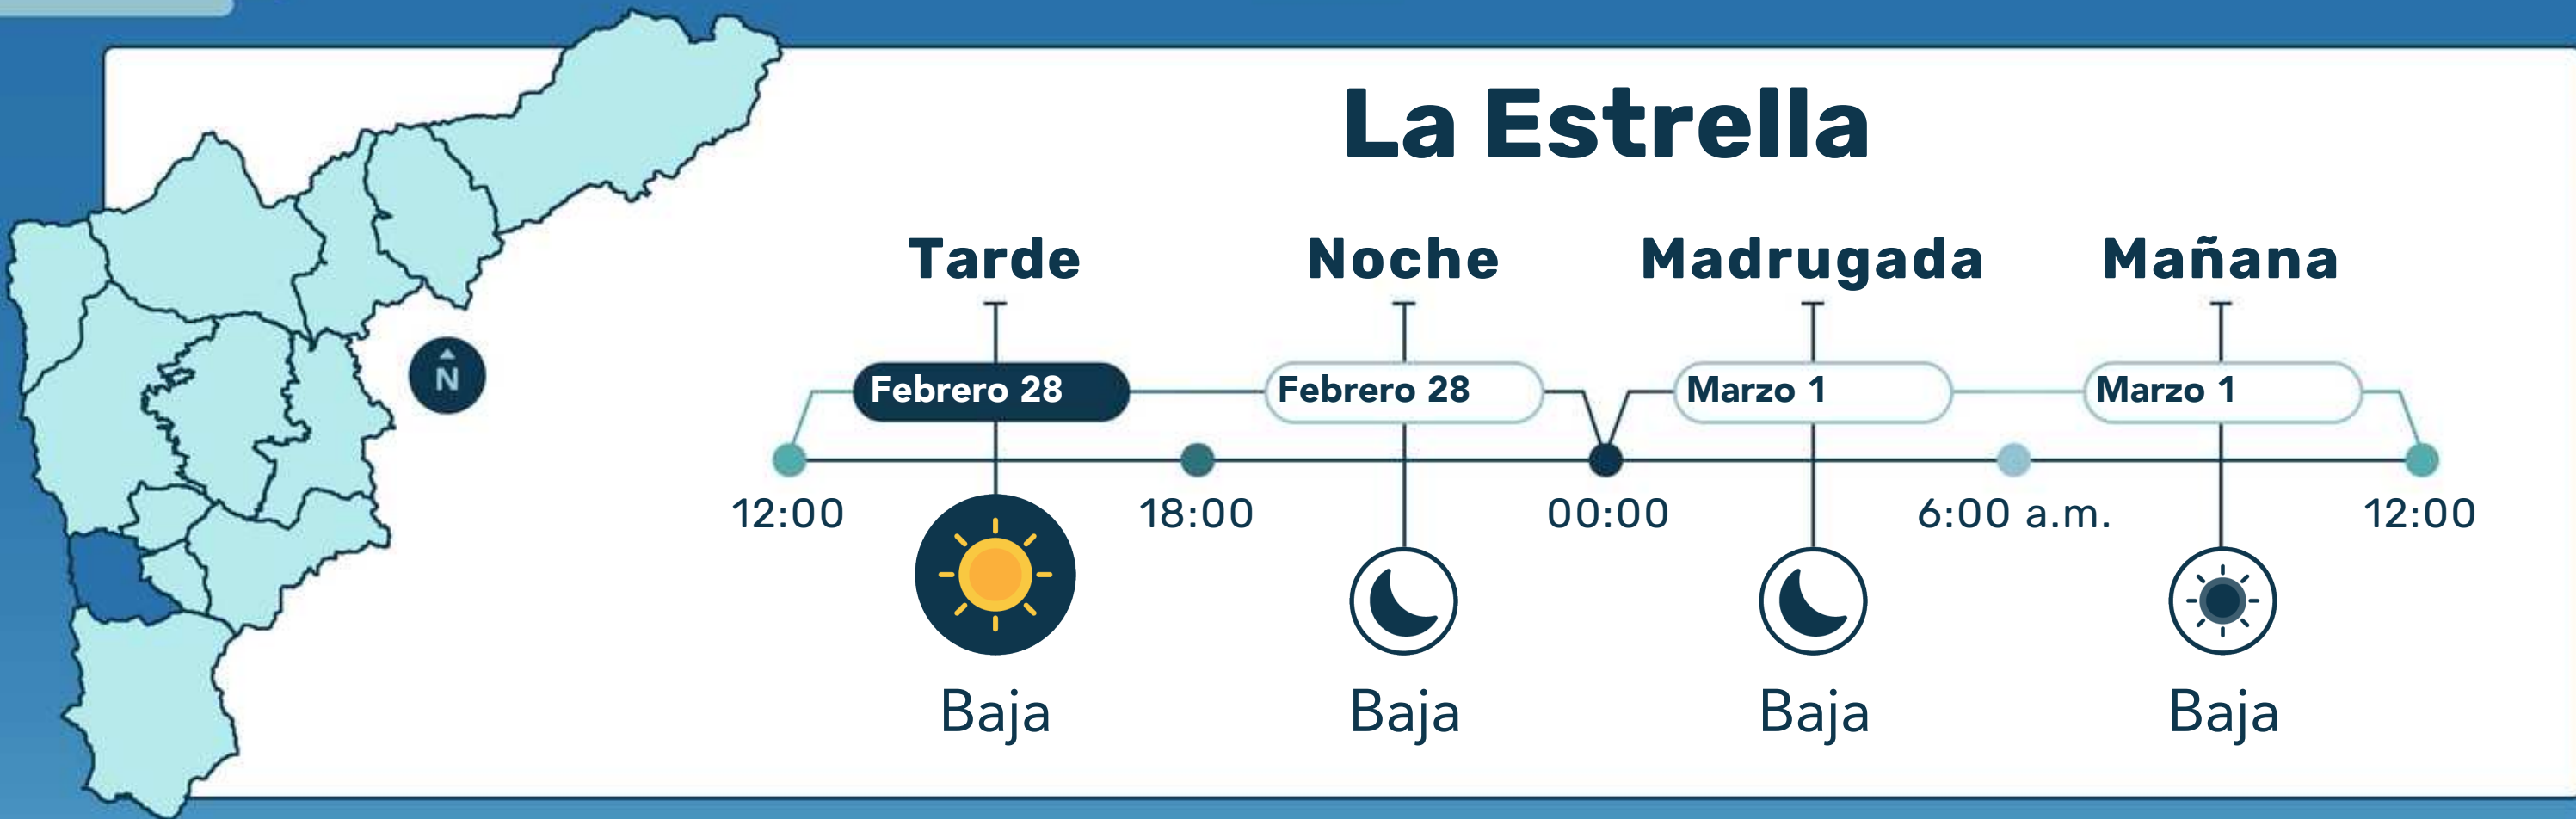 La Estrella
Tarde Noche Madrugada Mañana
Febrero 28 Febrero 28 Marzo 1 Marzo 1
N
12:00 18:00 00:00 6:00 a.m. 12:00
Baja Baja Baja Baja